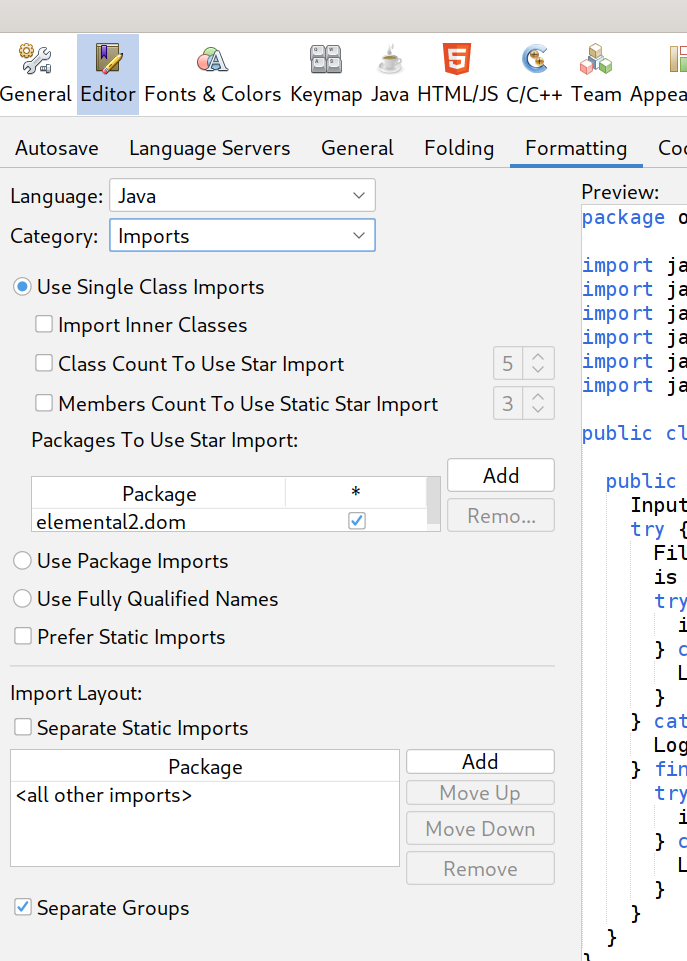 General Editor Fonts & Colors Keymap Java HTML/JS C/C++ Team Appea
Autosave Language Servers General Folding Formatting Coo
Language: Java
Category: Imports
Use Single Class Imports
Import Inner Classes
Class Count To Use Star Import 5
Members Count To Use Static Star Import 3
Packages To Use Star Import:
Package *
elemental2.dom
Add
Remo...
Use Package Imports
Use Fully Qualified Names
Prefer Static Imports
Import Layout:
Separate Static Imports
Package
<all other imports>
Add
Move Up
Move Down
Remove
Separate Groups
Preview:
package o
import ja
import ja
import ja
import ja
import ja
import ja
public cl
public
Input
try {
Fil
is
try
i
} c
L
}
} cat
Log
} fin
try
i
} c
L
}
}
}
}